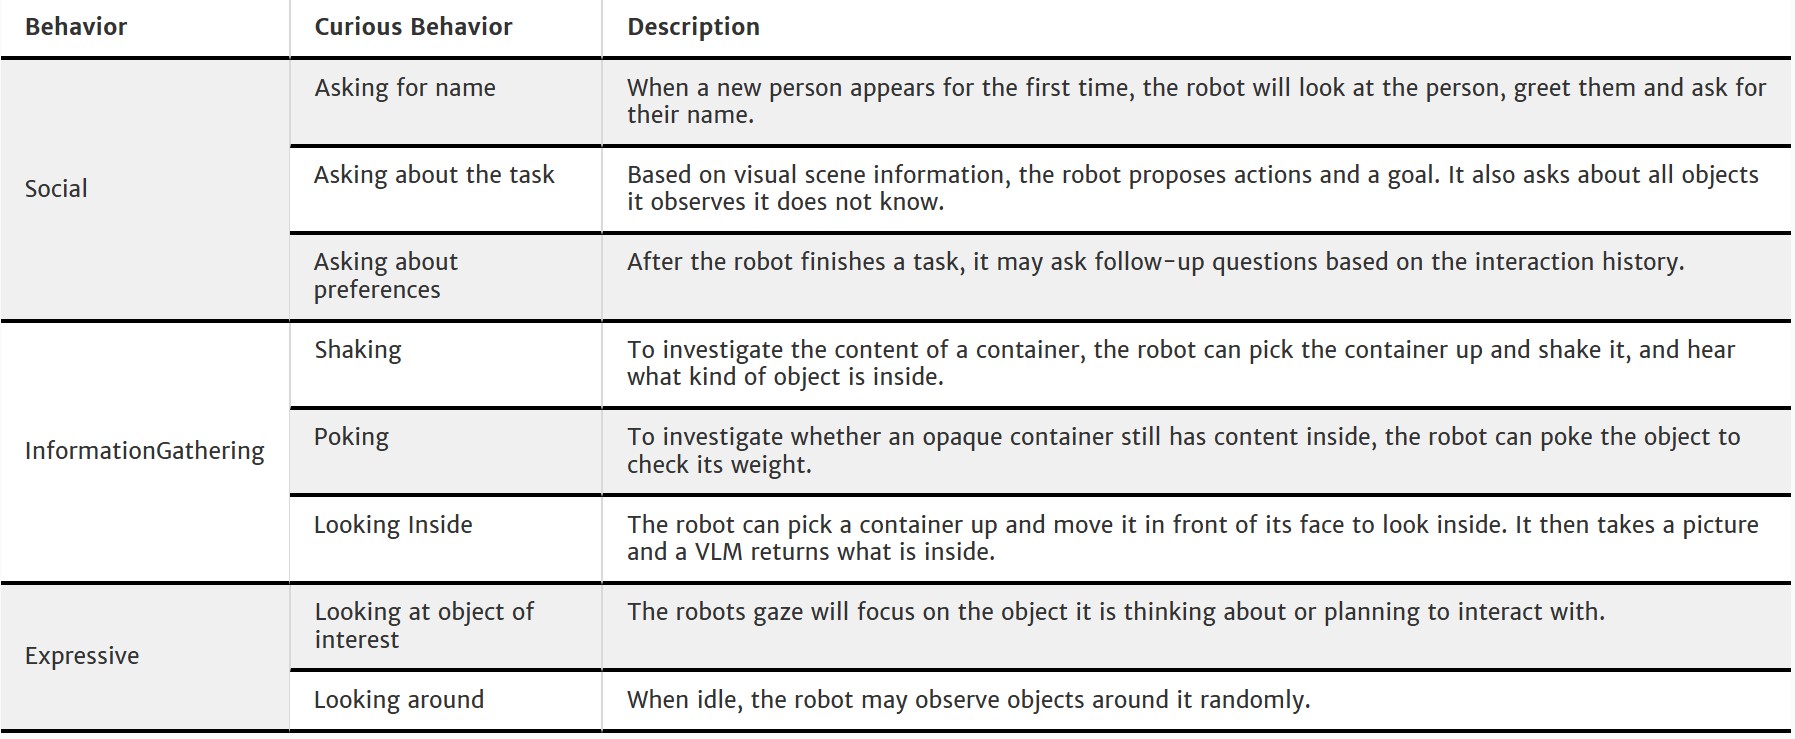 Behavior
Curious Behavior
Description
Social
Asking for name
When a new person appears for the first time, the robot will look at the person, greet them and ask for
their name.
Asking about the task
Based on visual scene information, the robot proposes actions and a goal. It also asks about all objects
it observes it does not know.
Asking about
preferences
After the robot finishes a task, it may ask follow-up questions based on the interaction history.
InformationGathering
Shaking
To investigate the content of a container, the robot can pick the container up and shake it, and hear
what kind of object is inside.
Poking
To investigate whether an opaque container still has content inside, the robot can poke the object to
check its weight.
Looking Inside
The robot can pick a container up and move it in front of its face to look inside. It then takes a picture
and a VLM returns what is inside.
Expressive
Looking at object of
interest
The robots gaze will focus on the object it is thinking about or planning to interact with.
Looking around
When idle, the robot may observe objects around it randomly.